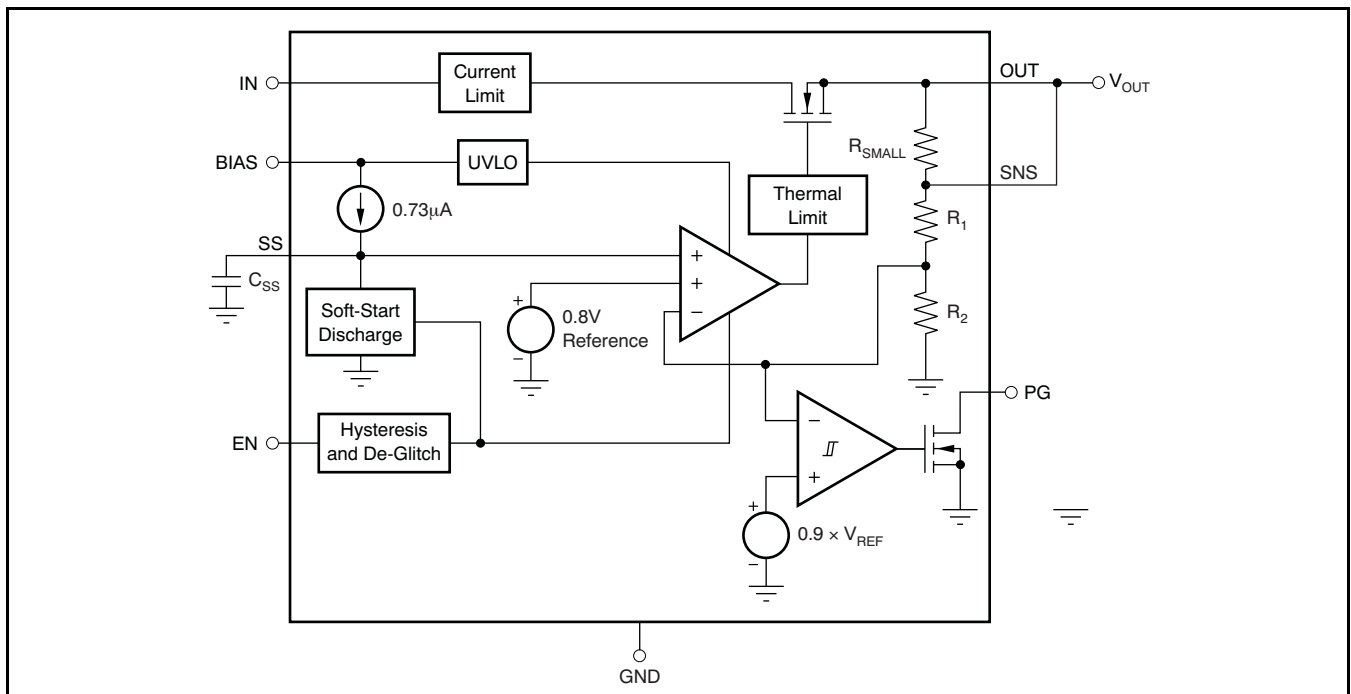 IN
Current
Limit
OUT
V_OUT
BIAS
UVLO
R_SMALL
SNS
0.73µA
Thermal
Limit
R_1
SS
C_SS
+
+
−
Soft-Start
Discharge
+
−
0.8V
Reference
R_2
PG
EN
Hysteresis
and De-Glitch
−
+
+
−
0.9 × V_REF
GND